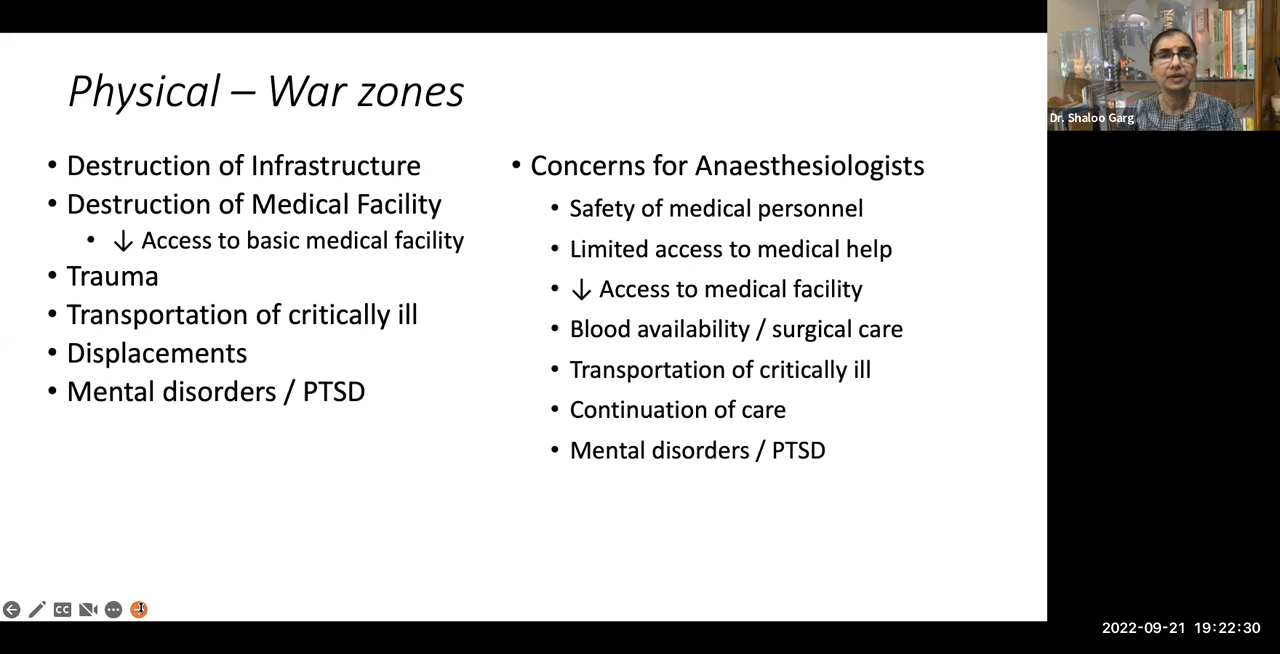 Physical – War zones
• Destruction of Infrastructure
• Destruction of Medical Facility
• ↓ Access to basic medical facility
• Trauma
• Transportation of critically ill
• Displacements
• Mental disorders / PTSD
• Concerns for Anaesthesiologists
• Safety of medical personnel
• Limited access to medical help
• ↓ Access to medical facility
• Blood availability / surgical care
• Transportation of critically ill
• Continuation of care
• Mental disorders / PTSD
Dr. Shaloo Garg
CC
2022-09-21 19:22:30